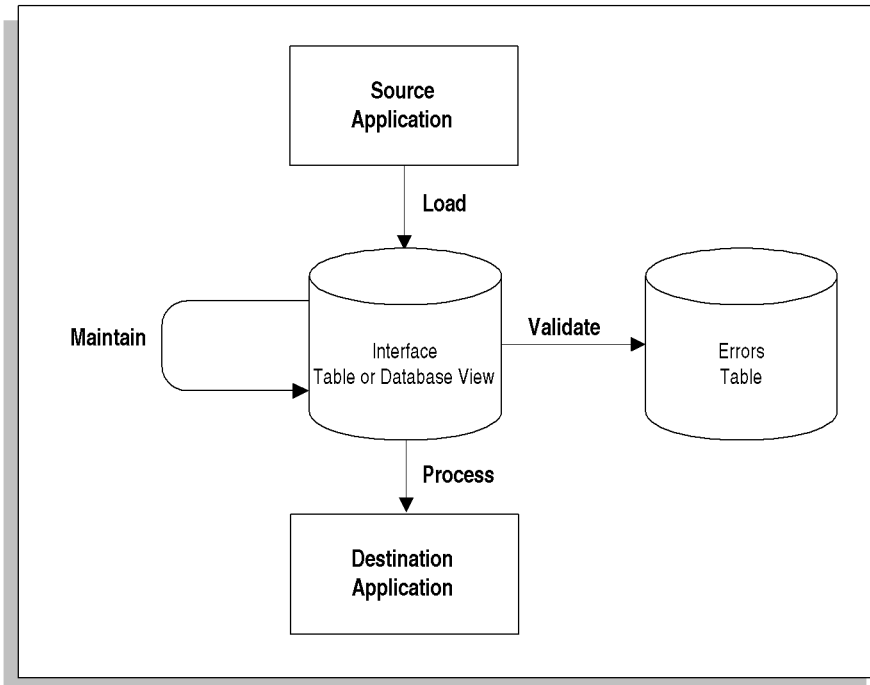 Source
Application
Load
Maintain
Interface
Table or Database View
Validate
Errors
Table
Process
Destination
Application